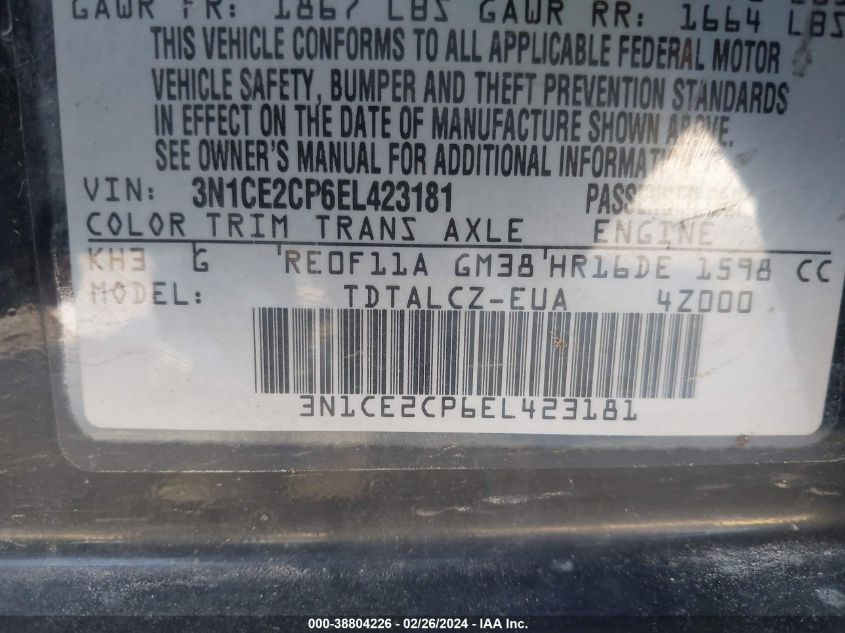 GAWR FR: 1867 LBS GAWR RR: 1664 LBS
THIS VEHICLE CONFORMS TO ALL APPLICABLE FEDERAL MOTOR
VEHICLE SAFETY, BUMPER AND THEFT PREVENTION STANDARDS
IN EFFECT ON THE DATE OF MANUFACTURE SHOWN ABOVE.
SEE OWNER'S MANUAL FOR ADDITIONAL INFORMATION.
VIN: 3N1CE2CP6EL423181
COLOR TRIM TRANS AXLE ENGINE
KH3 G RE0F11A GM38 HR16DE 1598 CC
MODEL: TDTALCZ-EUA 4Z000
3N1CE2CP6EL423181
000-38804226 - 02/26/2024 - IAA Inc.